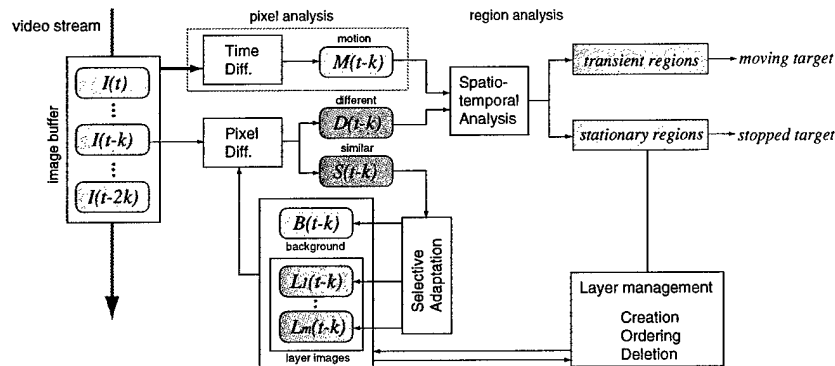 video stream
pixel analysis
region analysis
image buffer
I(t)
I(t-k)
I(t-2k)
Time
Diff.
motion
M(t-k)
Pixel
Diff.
different
D(t-k)
similar
S(t-k)
Spatio-
temporal
Analysis
transient regions
moving target
stationary regions
stopped target
B(t-k)
background
L1(t-k)
Lm(t-k)
layer images
Selective
Adaptation
Layer management
Creation
Ordering
Deletion